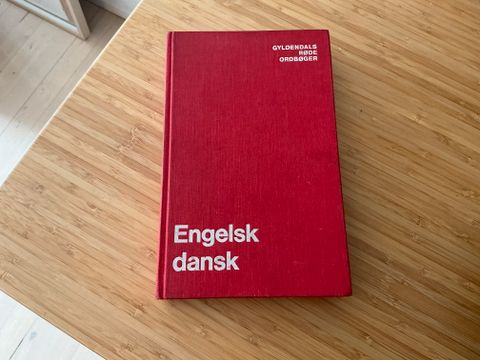 GYLDENDALS
RØDE
ORDBØGER
Engelsk
dansk